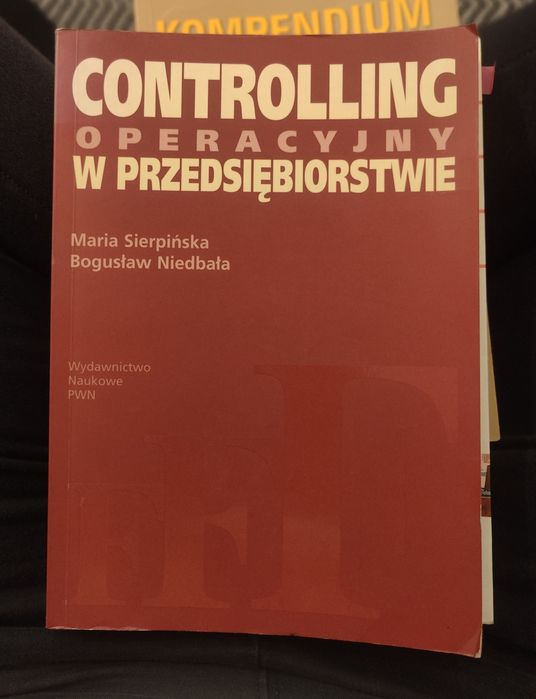 KOMPENDIUM
CONTROLLING
OPERACYJNY
W PRZEDSIĘBIORSTWIE
Maria Sierpińska
Bogusław Niedbała
Wydawnictwo
Naukowe
PWN